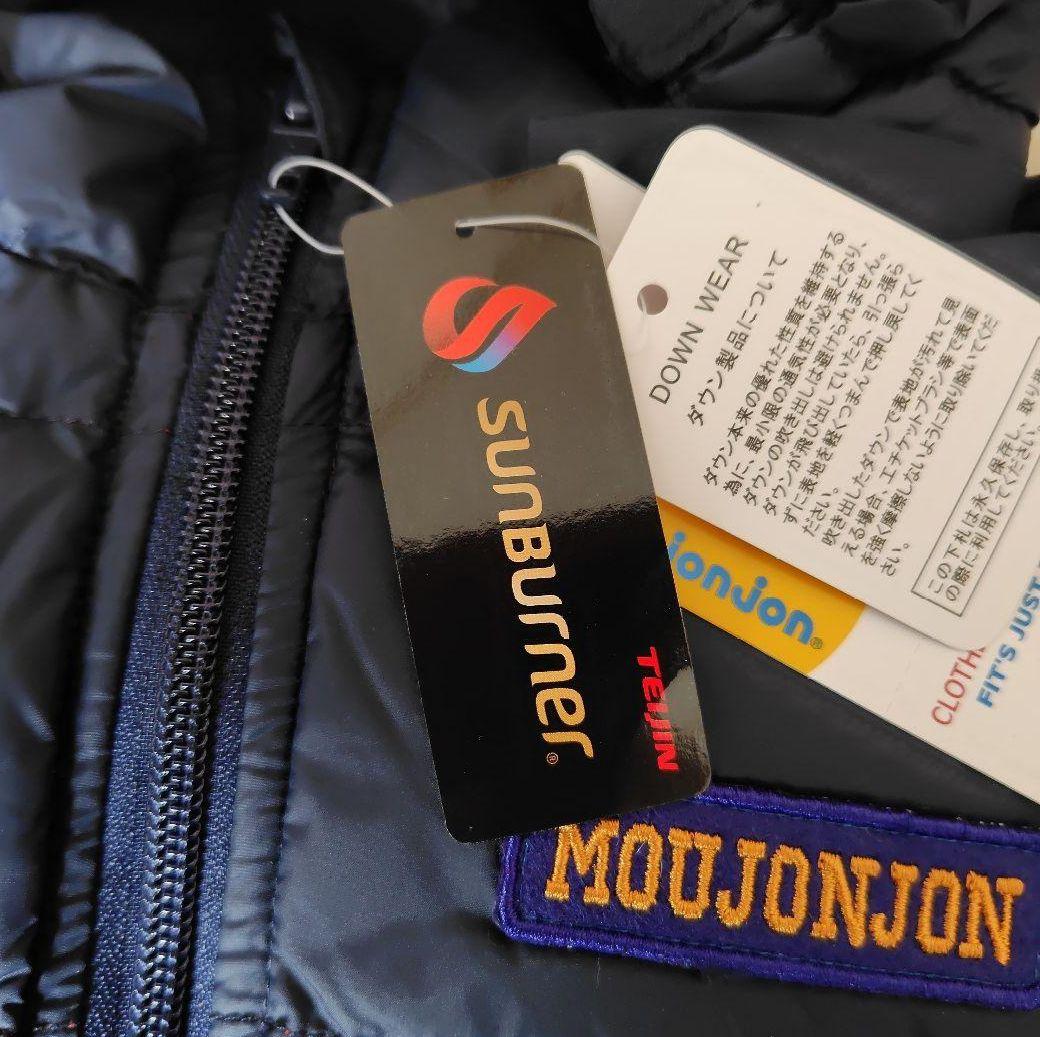 sunBurner®
TEIJIN
DOWN WEAR
ダウン製品について
ダウン本来の優れた性質を維持する
為に、最小限の通気性が必要となり、
ダウンの吹き出しは避けられません。
ダウンが飛び出していたら、引っ張ら
ずに表地を軽くつまんで押し戻してく
ださい。
吹き出したダウンで表地が汚れて見
える場合、エチケットブラシ等で表面
を強く摩擦しないように取り除いてくだ
さい。
この下札は永久保存し、取り
の際に利用してください。
jonjon®
CLOTH
FIT'S JUST
MOUJONJON